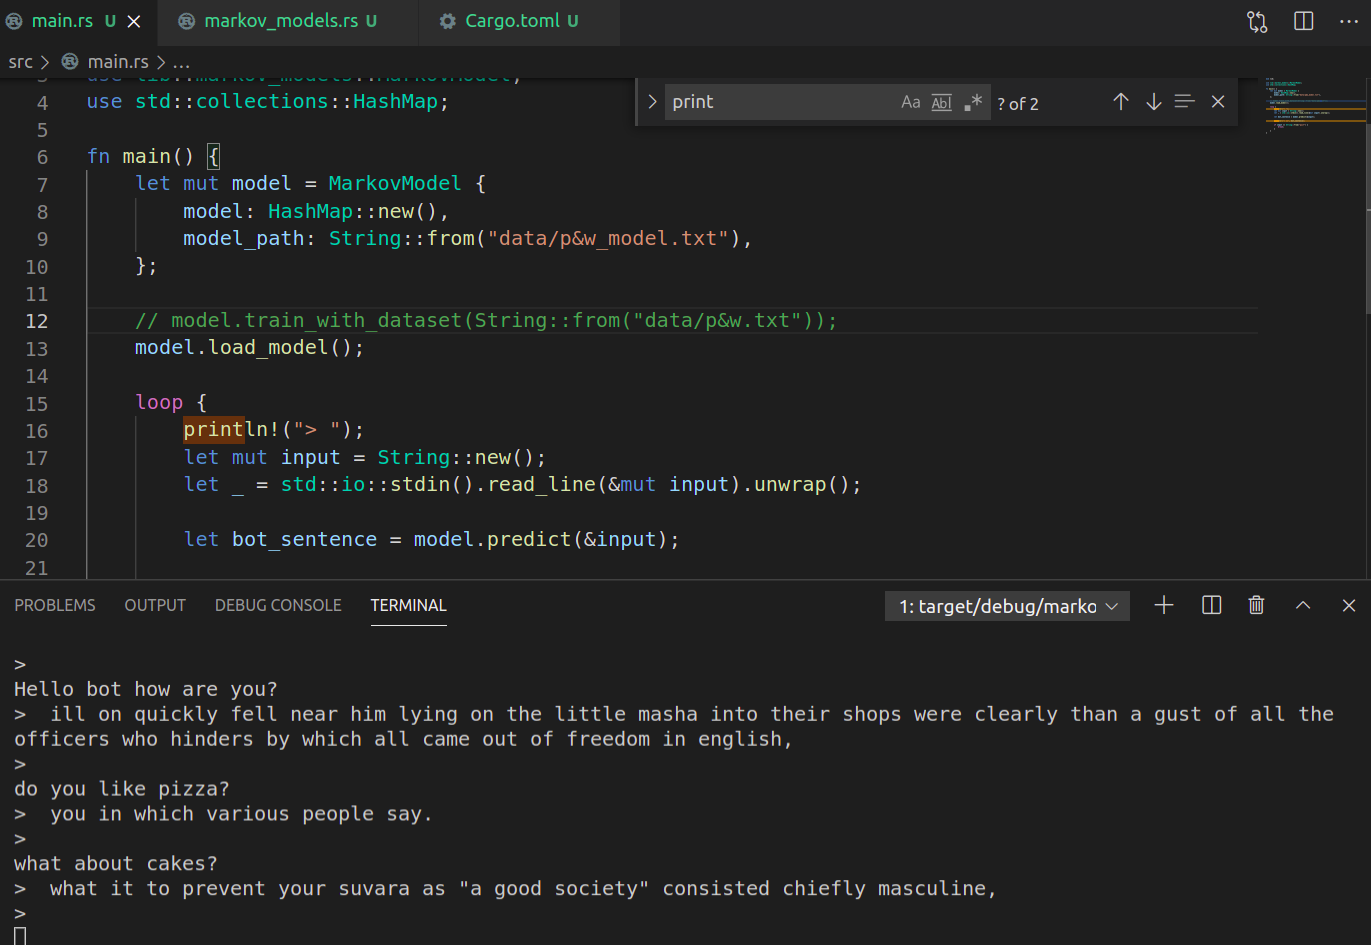 main.rs U
markov_models.rs U
Cargo.toml U
src > main.rs > ...
use lib::markov_models::MarkovModel;
print Aa Abl .* ? of 2
4 use std::collections::HashMap;
5
6 fn main() {
7 let mut model = MarkovModel {
8 model: HashMap::new(),
9 model_path: String::from("data/p&w_model.txt"),
10 };
11
12 // model.train_with_dataset(String::from("data/p&w.txt"));
13 model.load_model();
14
15 loop {
16 println!("> ");
17 let mut input = String::new();
18 let _ = std::io::stdin().read_line(&mut input).unwrap();
19
20 let bot_sentence = model.predict(&input);
21
PROBLEMS OUTPUT DEBUG CONSOLE TERMINAL 1: target/debug/marko
>
Hello bot how are you?
>  ill on quickly fell near him lying on the little masha into their shops were clearly than a gust of all the
officers who hinders by which all came out of freedom in english,
>
do you like pizza?
>  you in which various people say.
>
what about cakes?
>  what it to prevent your suvara as "a good society" consisted chiefly masculine,
>